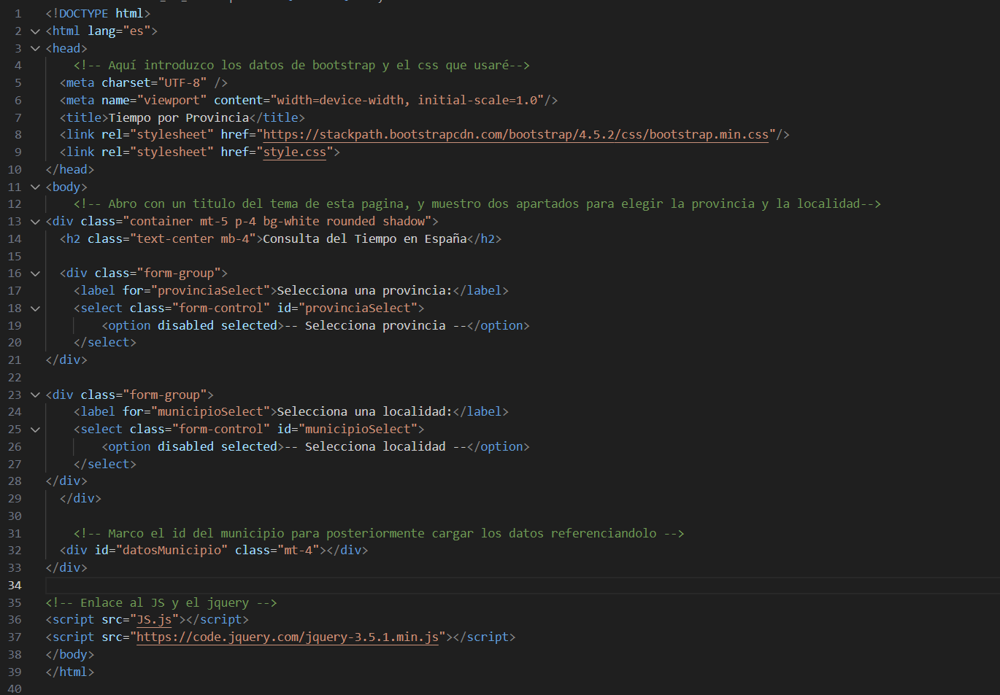 1 <!DOCTYPE html>
2 <html lang="es">
3 <head>
4     <!-- Aquí introduzco los datos de bootstrap y el css que usaré-->
5   <meta charset="UTF-8" />
6   <meta name="viewport" content="width=device-width, initial-scale=1.0"/>
7   <title>Tiempo por Provincia</title>
8   <link rel="stylesheet" href="https://stackpath.bootstrapcdn.com/bootstrap/4.5.2/css/bootstrap.min.css"/>
9   <link rel="stylesheet" href="style.css">
10 </head>
11 <body>
12     <!-- Abro con un titulo del tema de esta pagina, y muestro dos apartados para elegir la provincia y la localidad-->
13 <div class="container mt-5 p-4 bg-white rounded shadow">
14   <h2 class="text-center mb-4">Consulta del Tiempo en España</h2>
15
16   <div class="form-group">
17     <label for="provinciaSelect">Selecciona una provincia:</label>
18     <select class="form-control" id="provinciaSelect">
19         <option disabled selected>-- Selecciona provincia --</option>
20     </select>
21 </div>
22
23 <div class="form-group">
24     <label for="municipioSelect">Selecciona una localidad:</label>
25     <select class="form-control" id="municipioSelect">
26         <option disabled selected>-- Selecciona localidad --</option>
27     </select>
28 </div>
29   </div>
30
31     <!-- Marco el id del municipio para posteriormente cargar los datos referenciandolo -->
32   <div id="datosMunicipio" class="mt-4"></div>
33 </div>
34
35 <!-- Enlace al JS y el jquery -->
36 <script src="JS.js"></script>
37 <script src="https://code.jquery.com/jquery-3.5.1.min.js"></script>
38 </body>
39 </html>
40